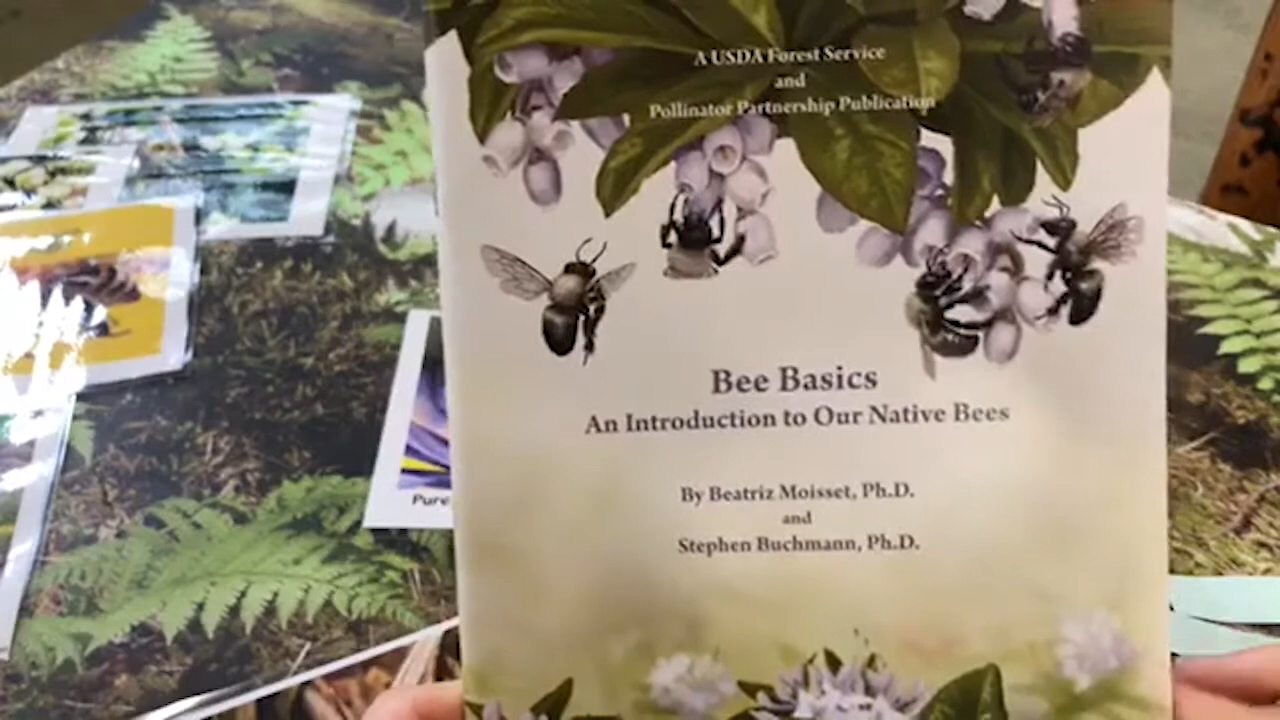 A USDA Forest Service
and
Pollinator Partnership Publication
Bee Basics
An Introduction to Our Native Bees
By Beatriz Moisset, Ph.D.
and
Stephen Buchmann, Ph.D.
Pure